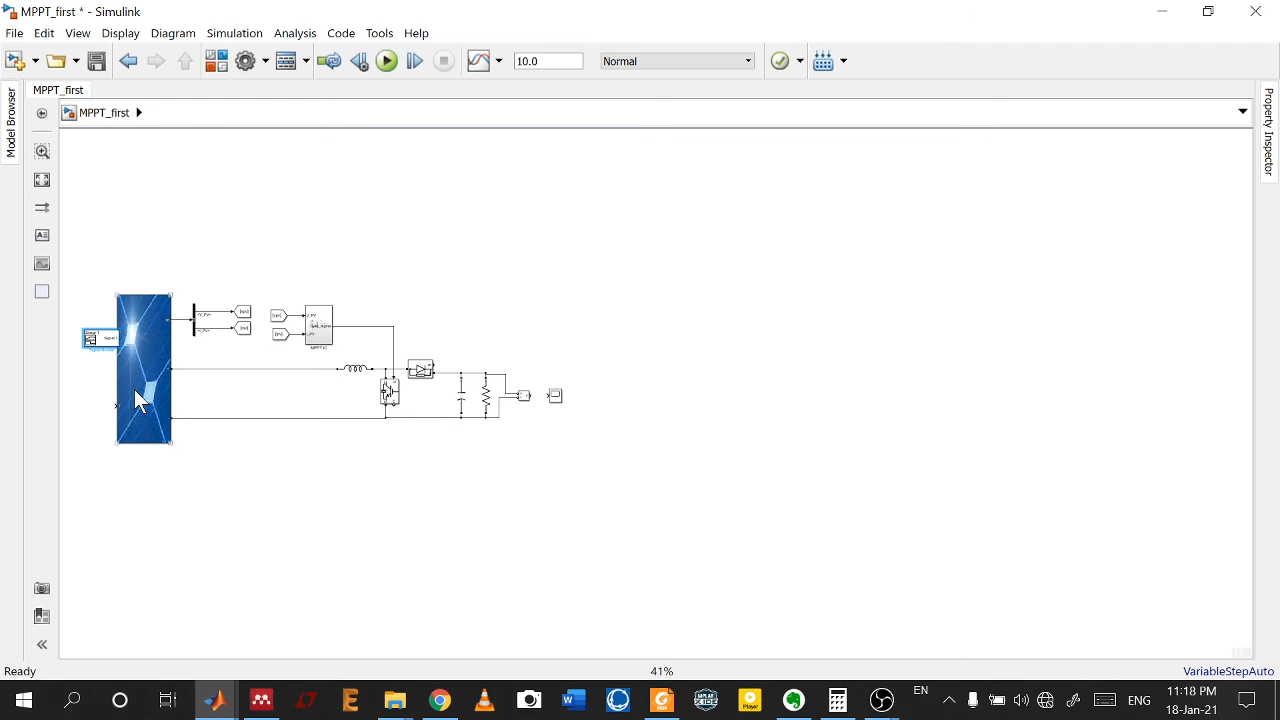 MPPT_first * - Simulink
File Edit View Display Diagram Simulation Analysis Code Tools Help
10.0 Normal
MPPT_first
MPPT_first
Model Browser
Property Inspector
Ready 41% VariableStepAuto
EN
ENG
11:18 PM
18-Jan-21